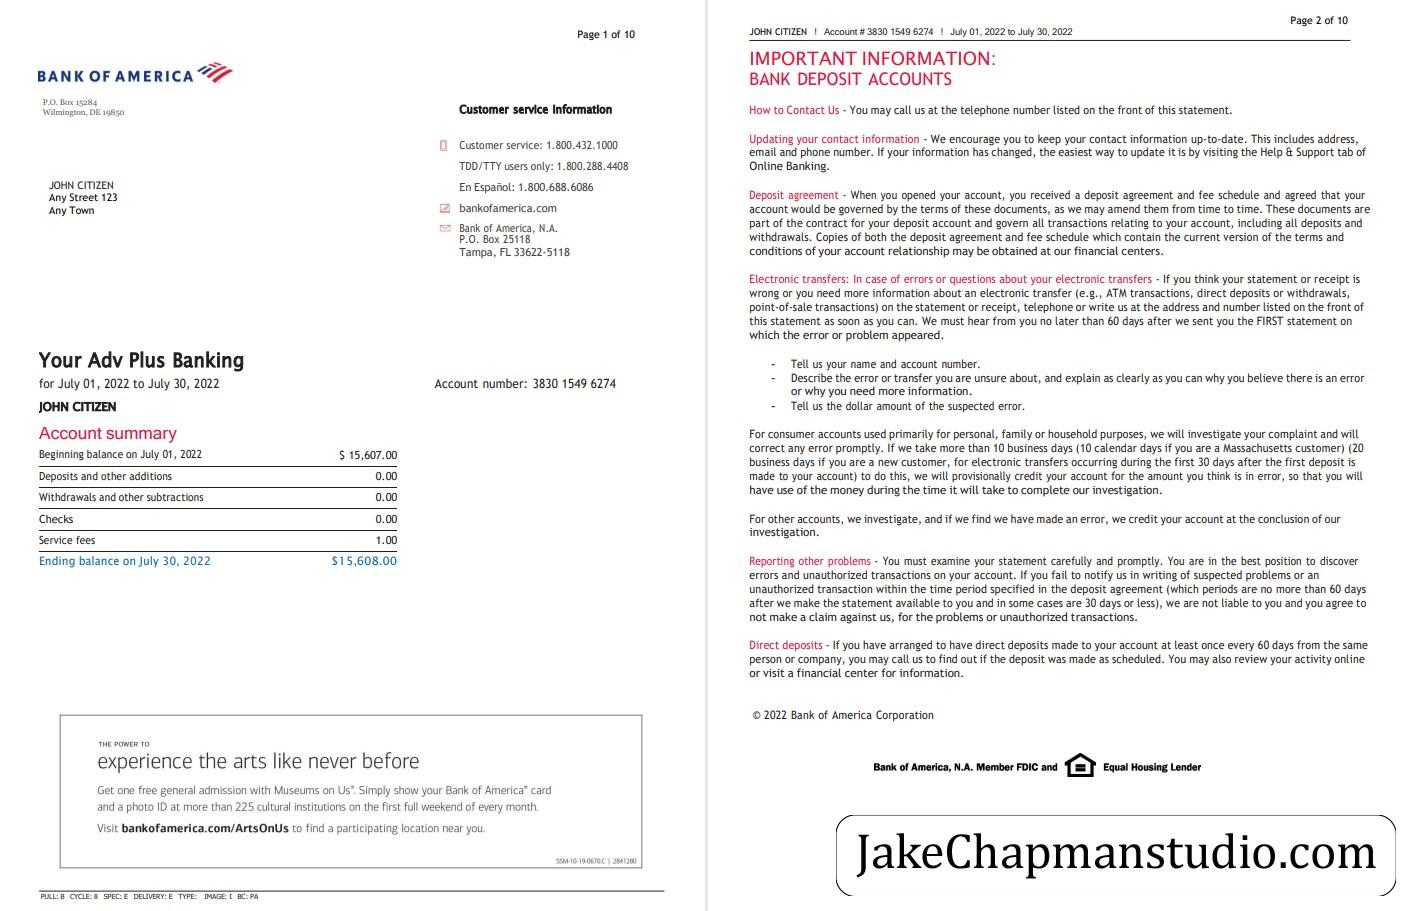 Page 1 of 10
BANK OF AMERICA
P.O. Box 15284
Wilmington, DE 19850
Customer service information
Customer service: 1.800.432.1000
TDD/TTY users only: 1.800.288.4408
En Español: 1.800.688.6086
bankofamerica.com
Bank of America, N.A.
P.O. Box 25118
Tampa, FL 33622-5118
JOHN CITIZEN
Any Street 123
Any Town
Your Adv Plus Banking
for July 01, 2022 to July 30, 2022 Account number: 3830 1549 6274
JOHN CITIZEN
Account summary
Beginning balance on July 01, 2022 $ 15,607.00
Deposits and other additions 0.00
Withdrawals and other subtractions 0.00
Checks 0.00
Service fees 1.00
Ending balance on July 30, 2022 $15,608.00
THE POWER TO
experience the arts like never before
Get one free general admission with Museums on Us®. Simply show your Bank of America® card
and a photo ID at more than 225 cultural institutions on the first full weekend of every month.
Visit bankofamerica.com/ArtsOnUs to find a participating location near you.
SSM-10-19-0670.C | 2841280
PULL: B CYCLE: 8 SPEC: E DELIVERY: E TYPE: IMAGE: I BC: PA
Page 2 of 10
JOHN CITIZEN ! Account # 3830 1549 6274 ! July 01, 2022 to July 30, 2022
IMPORTANT INFORMATION:
BANK DEPOSIT ACCOUNTS
How to Contact Us - You may call us at the telephone number listed on the front of this statement.
Updating your contact information - We encourage you to keep your contact information up-to-date. This includes address,
email and phone number. If your information has changed, the easiest way to update it is by visiting the Help & Support tab of
Online Banking.
Deposit agreement - When you opened your account, you received a deposit agreement and fee schedule and agreed that your
account would be governed by the terms of these documents, as we may amend them from time to time. These documents are
part of the contract for your deposit account and govern all transactions relating to your account, including all deposits and
withdrawals. Copies of both the deposit agreement and fee schedule which contain the current version of the terms and
conditions of your account relationship may be obtained at our financial centers.
Electronic transfers: In case of errors or questions about your electronic transfers - If you think your statement or receipt is
wrong or you need more information about an electronic transfer (e.g., ATM transactions, direct deposits or withdrawals,
point-of-sale transactions) on the statement or receipt, telephone or write us at the address and number listed on the front of
this statement as soon as you can. We must hear from you no later than 60 days after we sent you the FIRST statement on
which the error or problem appeared.
- Tell us your name and account number.
- Describe the error or transfer you are unsure about, and explain as clearly as you can why you believe there is an error
or why you need more information.
- Tell us the dollar amount of the suspected error.
For consumer accounts used primarily for personal, family or household purposes, we will investigate your complaint and will
correct any error promptly. If we take more than 10 business days (10 calendar days if you are a Massachusetts customer) (20
business days if you are a new customer, for electronic transfers occurring during the first 30 days after the first deposit is
made to your account) to do this, we will provisionally credit your account for the amount you think is in error, so that you will
have use of the money during the time it will take to complete our investigation.
For other accounts, we investigate, and if we find we have made an error, we credit your account at the conclusion of our
investigation.
Reporting other problems - You must examine your statement carefully and promptly. You are in the best position to discover
errors and unauthorized transactions on your account. If you fail to notify us in writing of suspected problems or an
unauthorized transaction within the time period specified in the deposit agreement (which periods are no more than 60 days
after we make the statement available to you and in some cases are 30 days or less), we are not liable to you and you agree to
not make a claim against us, for the problems or unauthorized transactions.
Direct deposits - If you have arranged to have direct deposits made to your account at least once every 60 days from the same
person or company, you may call us to find out if the deposit was made as scheduled. You may also review your activity online
or visit a financial center for information.
© 2022 Bank of America Corporation
Bank of America, N.A. Member FDIC and Equal Housing Lender
JakeChapmanstudio.com